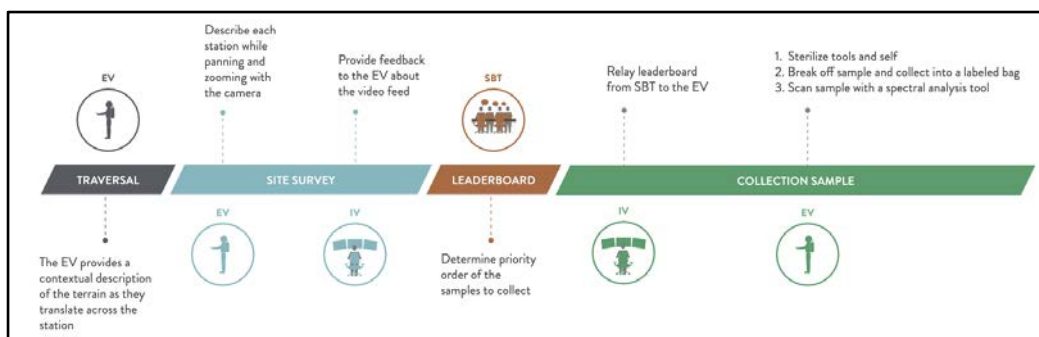 Describe each
station while
panning and
zooming with
the camera
Provide feedback
to the EV about
the video feed
EV
SBT
Relay leaderboard
from SBT to the EV
1. Sterilize tools and self
2. Break off sample and collect into a labeled bag
3. Scan sample with a spectral analysis tool
TRAVERSAL
SITE SURVEY
LEADERBOARD
COLLECTION SAMPLE
EV
IV
IV
EV
The EV provides a
contextual description
of the terrain as they
translate across the
station
Determine priority
order of the
samples to collect